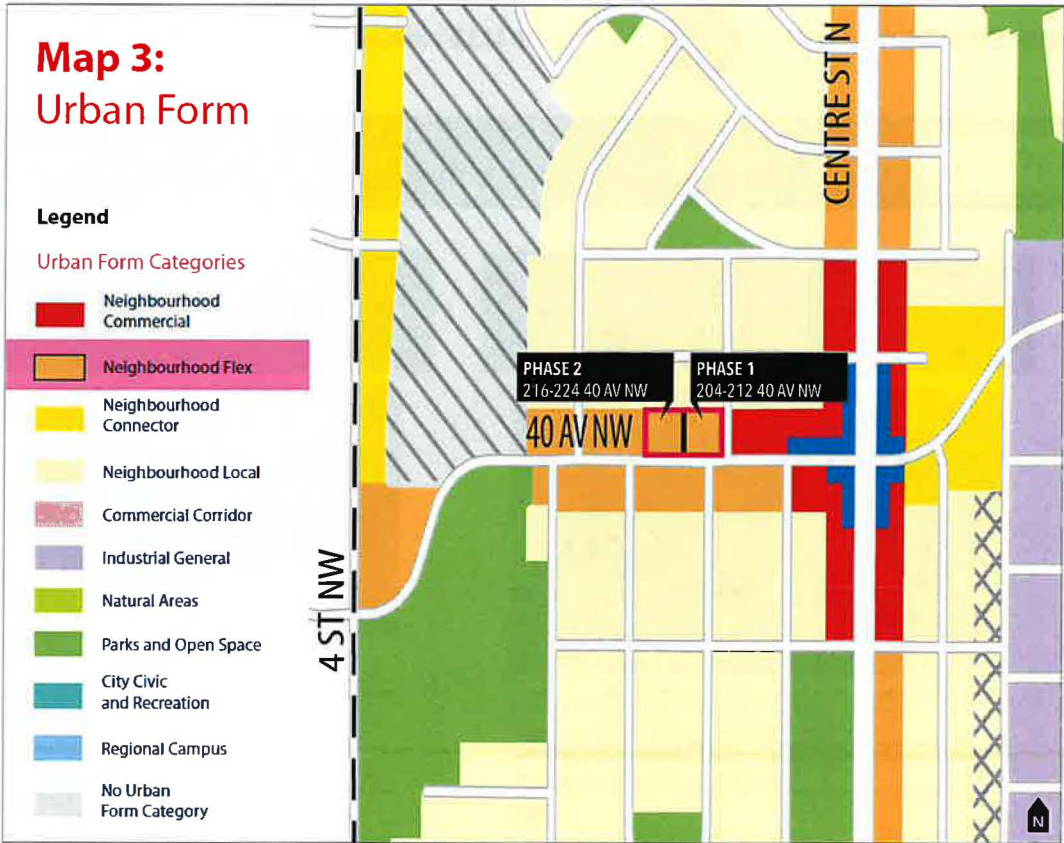 Map 3:
Urban Form
Legend
Urban Form Categories
Neighbourhood
Commercial
Neighbourhood Flex
Neighbourhood
Connector
Neighbourhood Local
Commercial Corridor
Industrial General
Natural Areas
Parks and Open Space
City Civic
and Recreation
Regional Campus
No Urban
Form Category
CENTRE ST N
PHASE 2
216-224 40 AV NW
PHASE 1
204-212 40 AV NW
40 AV NW
4 ST NW
N